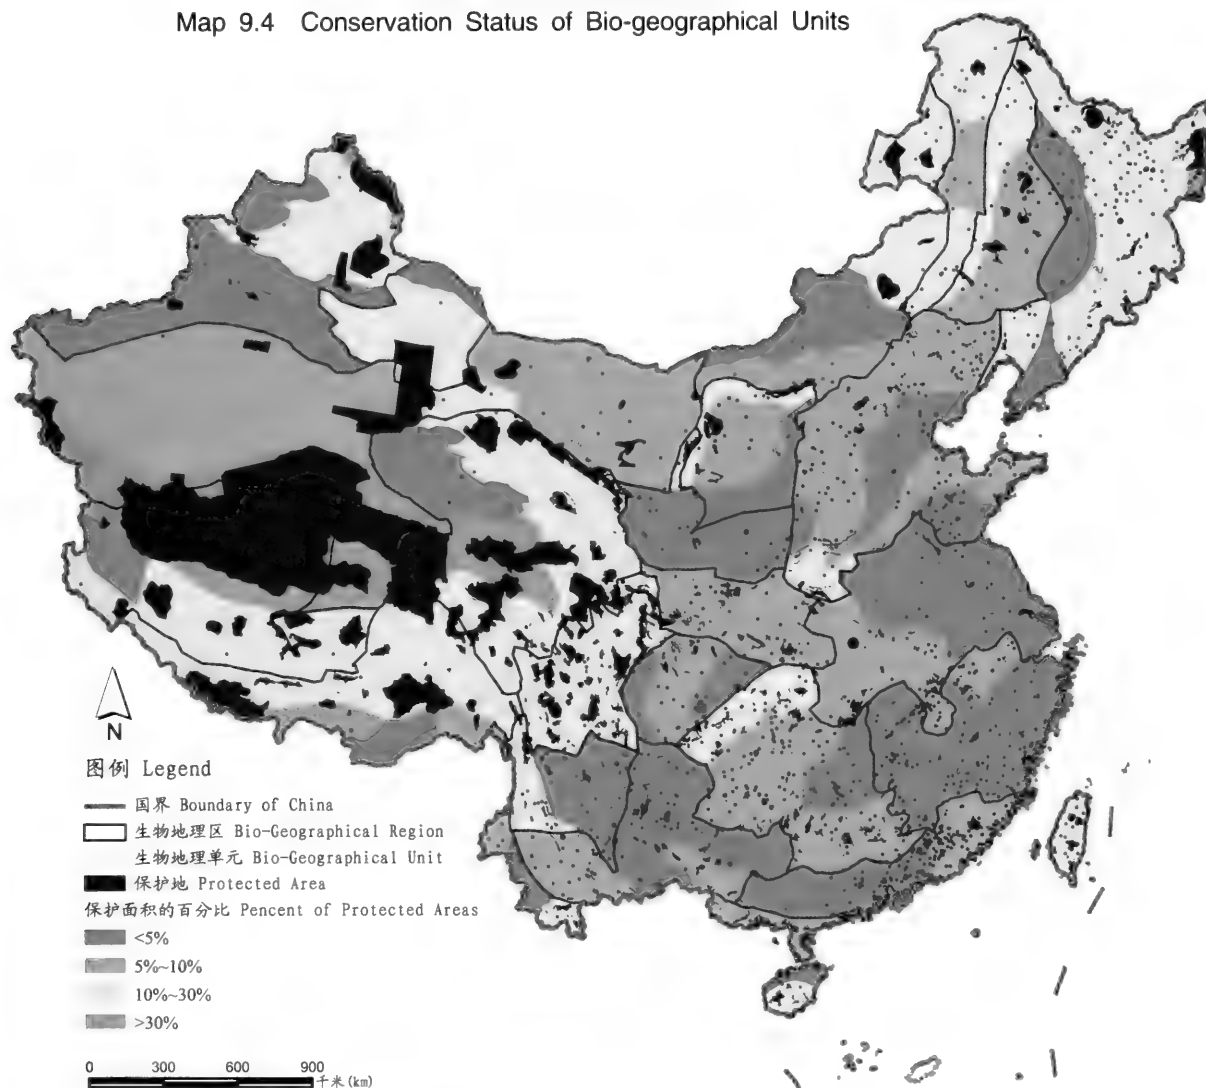 Map 9.4 Conservation Status of Bio-geographical Units
N
图例 Legend
国界 Boundary of China
生物地理区 Bio-Geographical Region
生物地理单元 Bio-Geographical Unit
保护地 Protected Area
保护面积的百分比 Pencent of Protected Areas
<5%
5%~10%
10%~30%
>30%
0 300 600 900
千米(km)